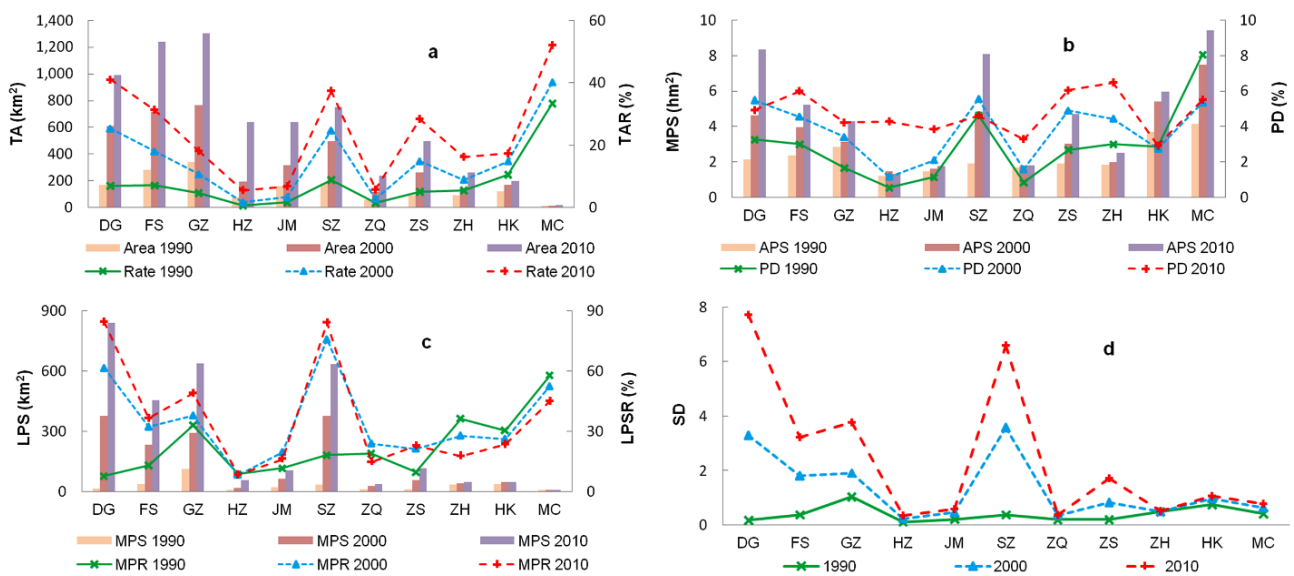 1,400
1,200
1,000
800
600
400
200
0
TA (km²)
60
40
20
0
TAR (%)
a
DG FS GZ HZ JM SZ ZQ ZS ZH HK MC
Area 1990 Area 2000 Area 2010
Rate 1990 Rate 2000 Rate 2010
10
8
6
4
2
0
MPS (hm²)
10
8
6
4
2
0
PD (%)
b
DG FS GZ HZ JM SZ ZQ ZS ZH HK MC
APS 1990 APS 2000 APS 2010
PD 1990 PD 2000 PD 2010
900
600
300
0
LPS (km²)
90
60
30
0
LPSR (%)
c
DG FS GZ HZ JM SZ ZQ ZS ZH HK MC
MPS 1990 MPS 2000 MPS 2010
MPR 1990 MPR 2000 MPR 2010
8
6
4
2
0
SD
d
DG FS GZ HZ JM SZ ZQ ZS ZH HK MC
1990 2000 2010